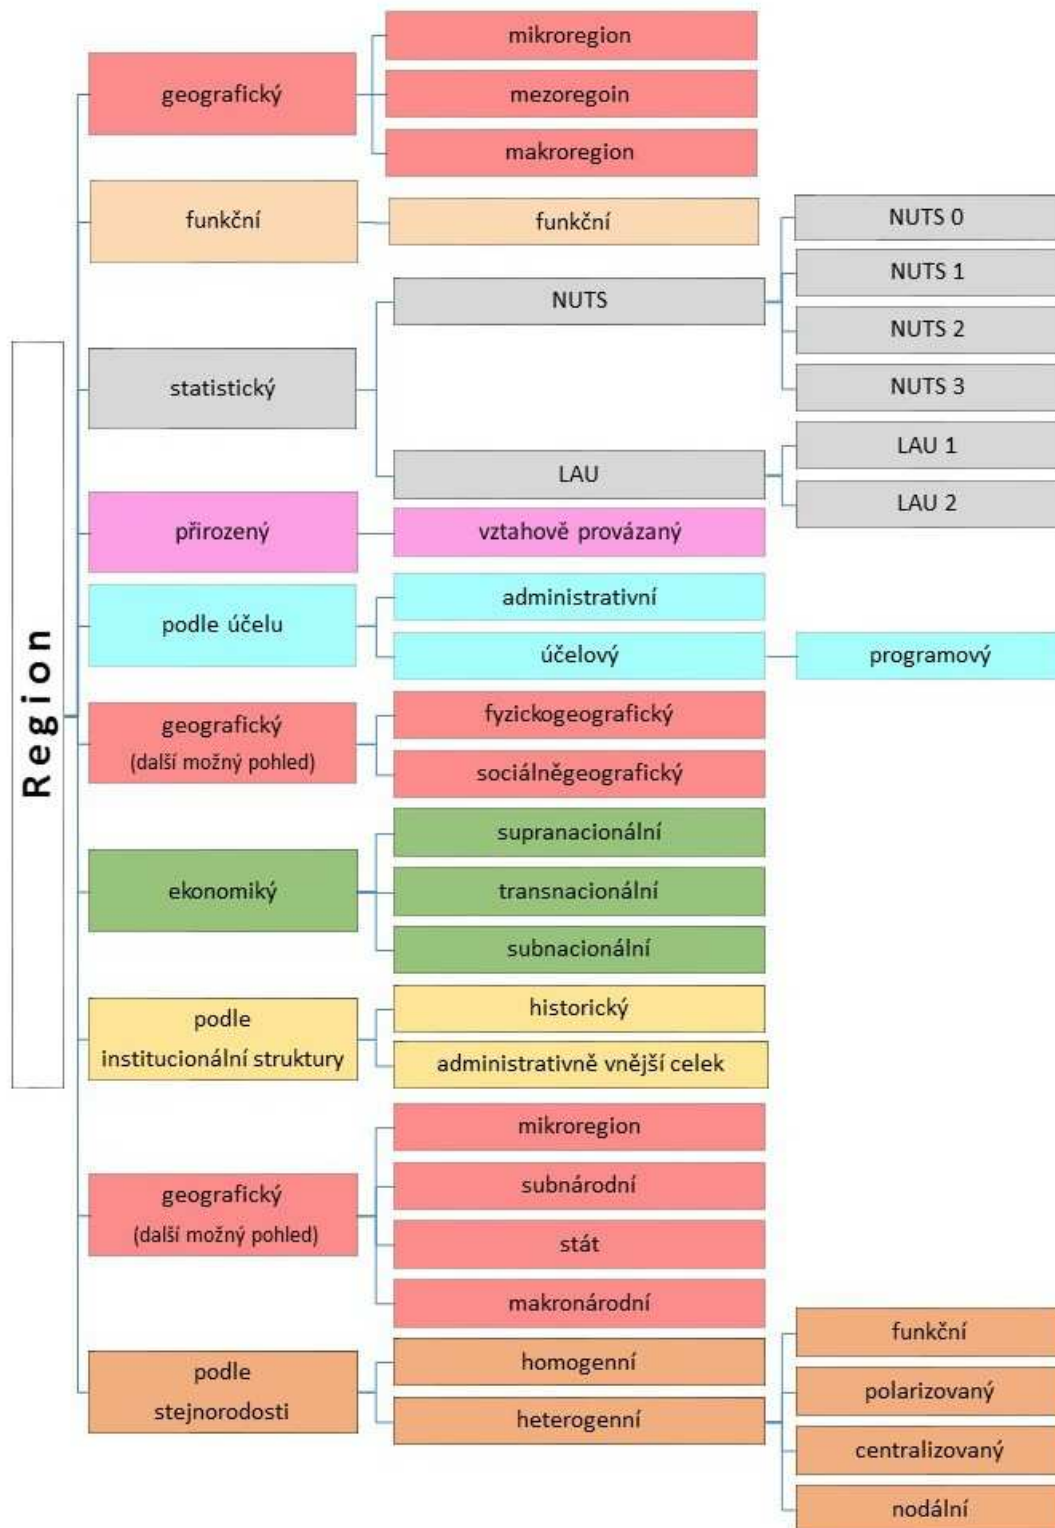 Region
geografický
mikroregion
mezoregoin
makroregion
funkční
funkční
statistický
NUTS
NUTS 0
NUTS 1
NUTS 2
NUTS 3
LAU
LAU 1
LAU 2
přirozený
vztahově provázaný
podle účelu
administrativní
účelový
programový
geografický
(další možný pohled)
fyzickogeografický
sociálněgeografický
ekonomiký
supranacionální
transnacionální
subnacionální
podle
institucionální struktury
historický
administrativně vnější celek
geografický
(další možný pohled)
mikroregion
subnárodní
stát
makronárodní
podle
stejnorodosti
homogenní
heterogenní
funkční
polarizovaný
centralizovaný
nodální